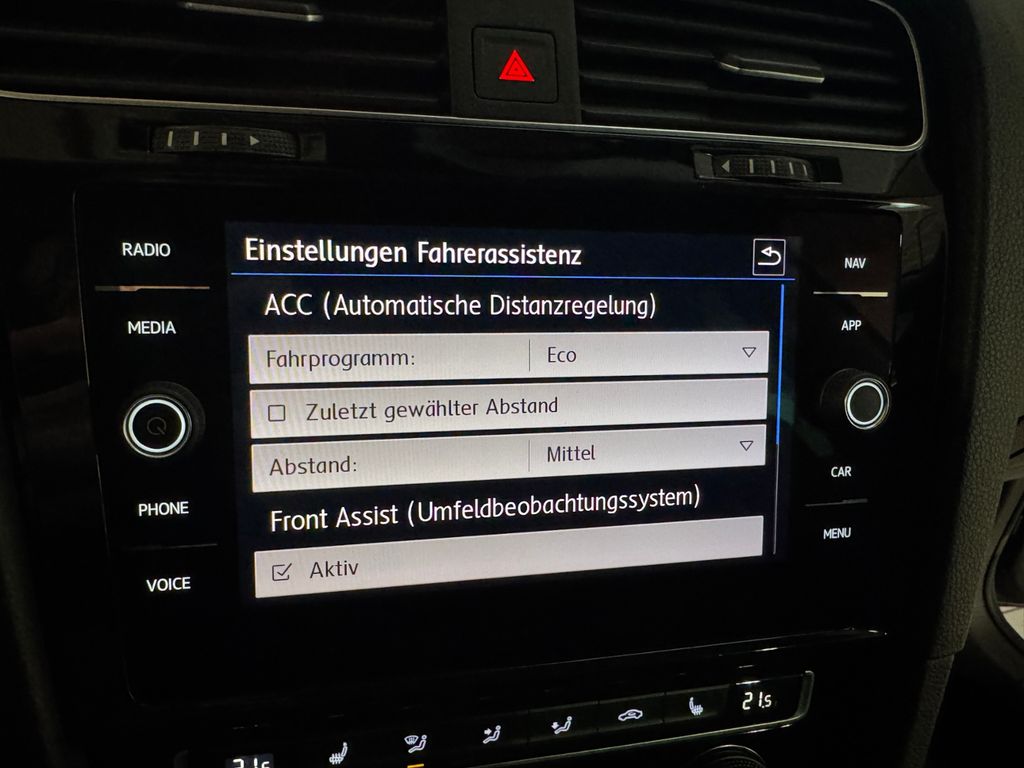 RADIO
MEDIA
PHONE
VOICE
Einstellungen Fahrerassistenz
ACC (Automatische Distanzregelung)
Fahrprogramm: Eco
Zuletzt gewählter Abstand
Abstand: Mittel
Front Assist (Umfeldbeobachtungssystem)
Aktiv
NAV
APP
CAR
MENU
21.5